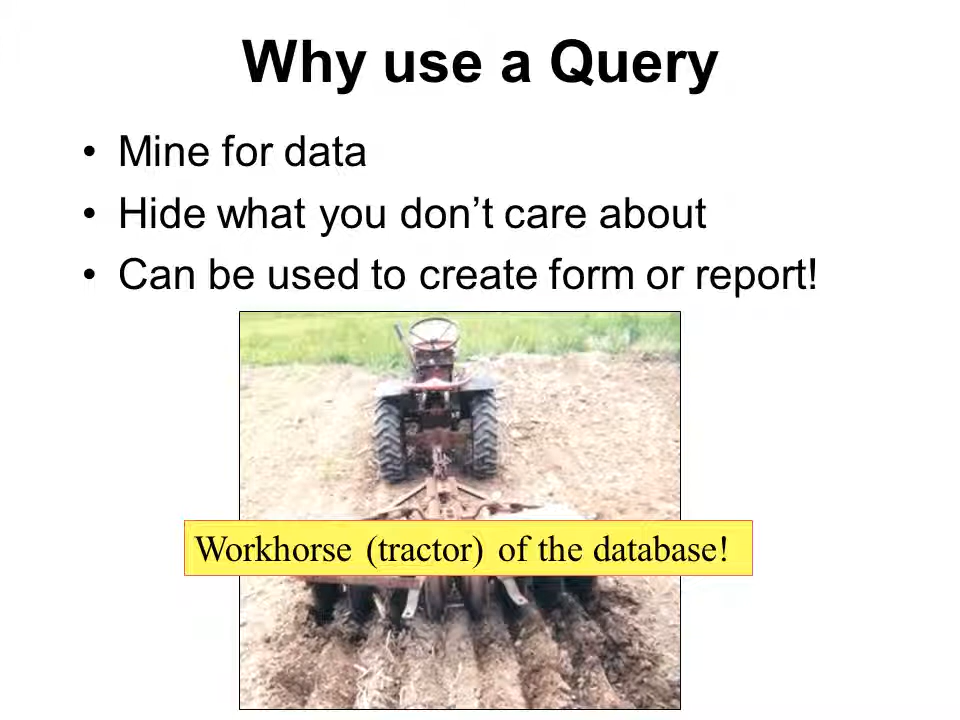 Why use a Query
• Mine for data
• Hide what you don’t care about
• Can be used to create form or report!
Workhorse (tractor) of the database!